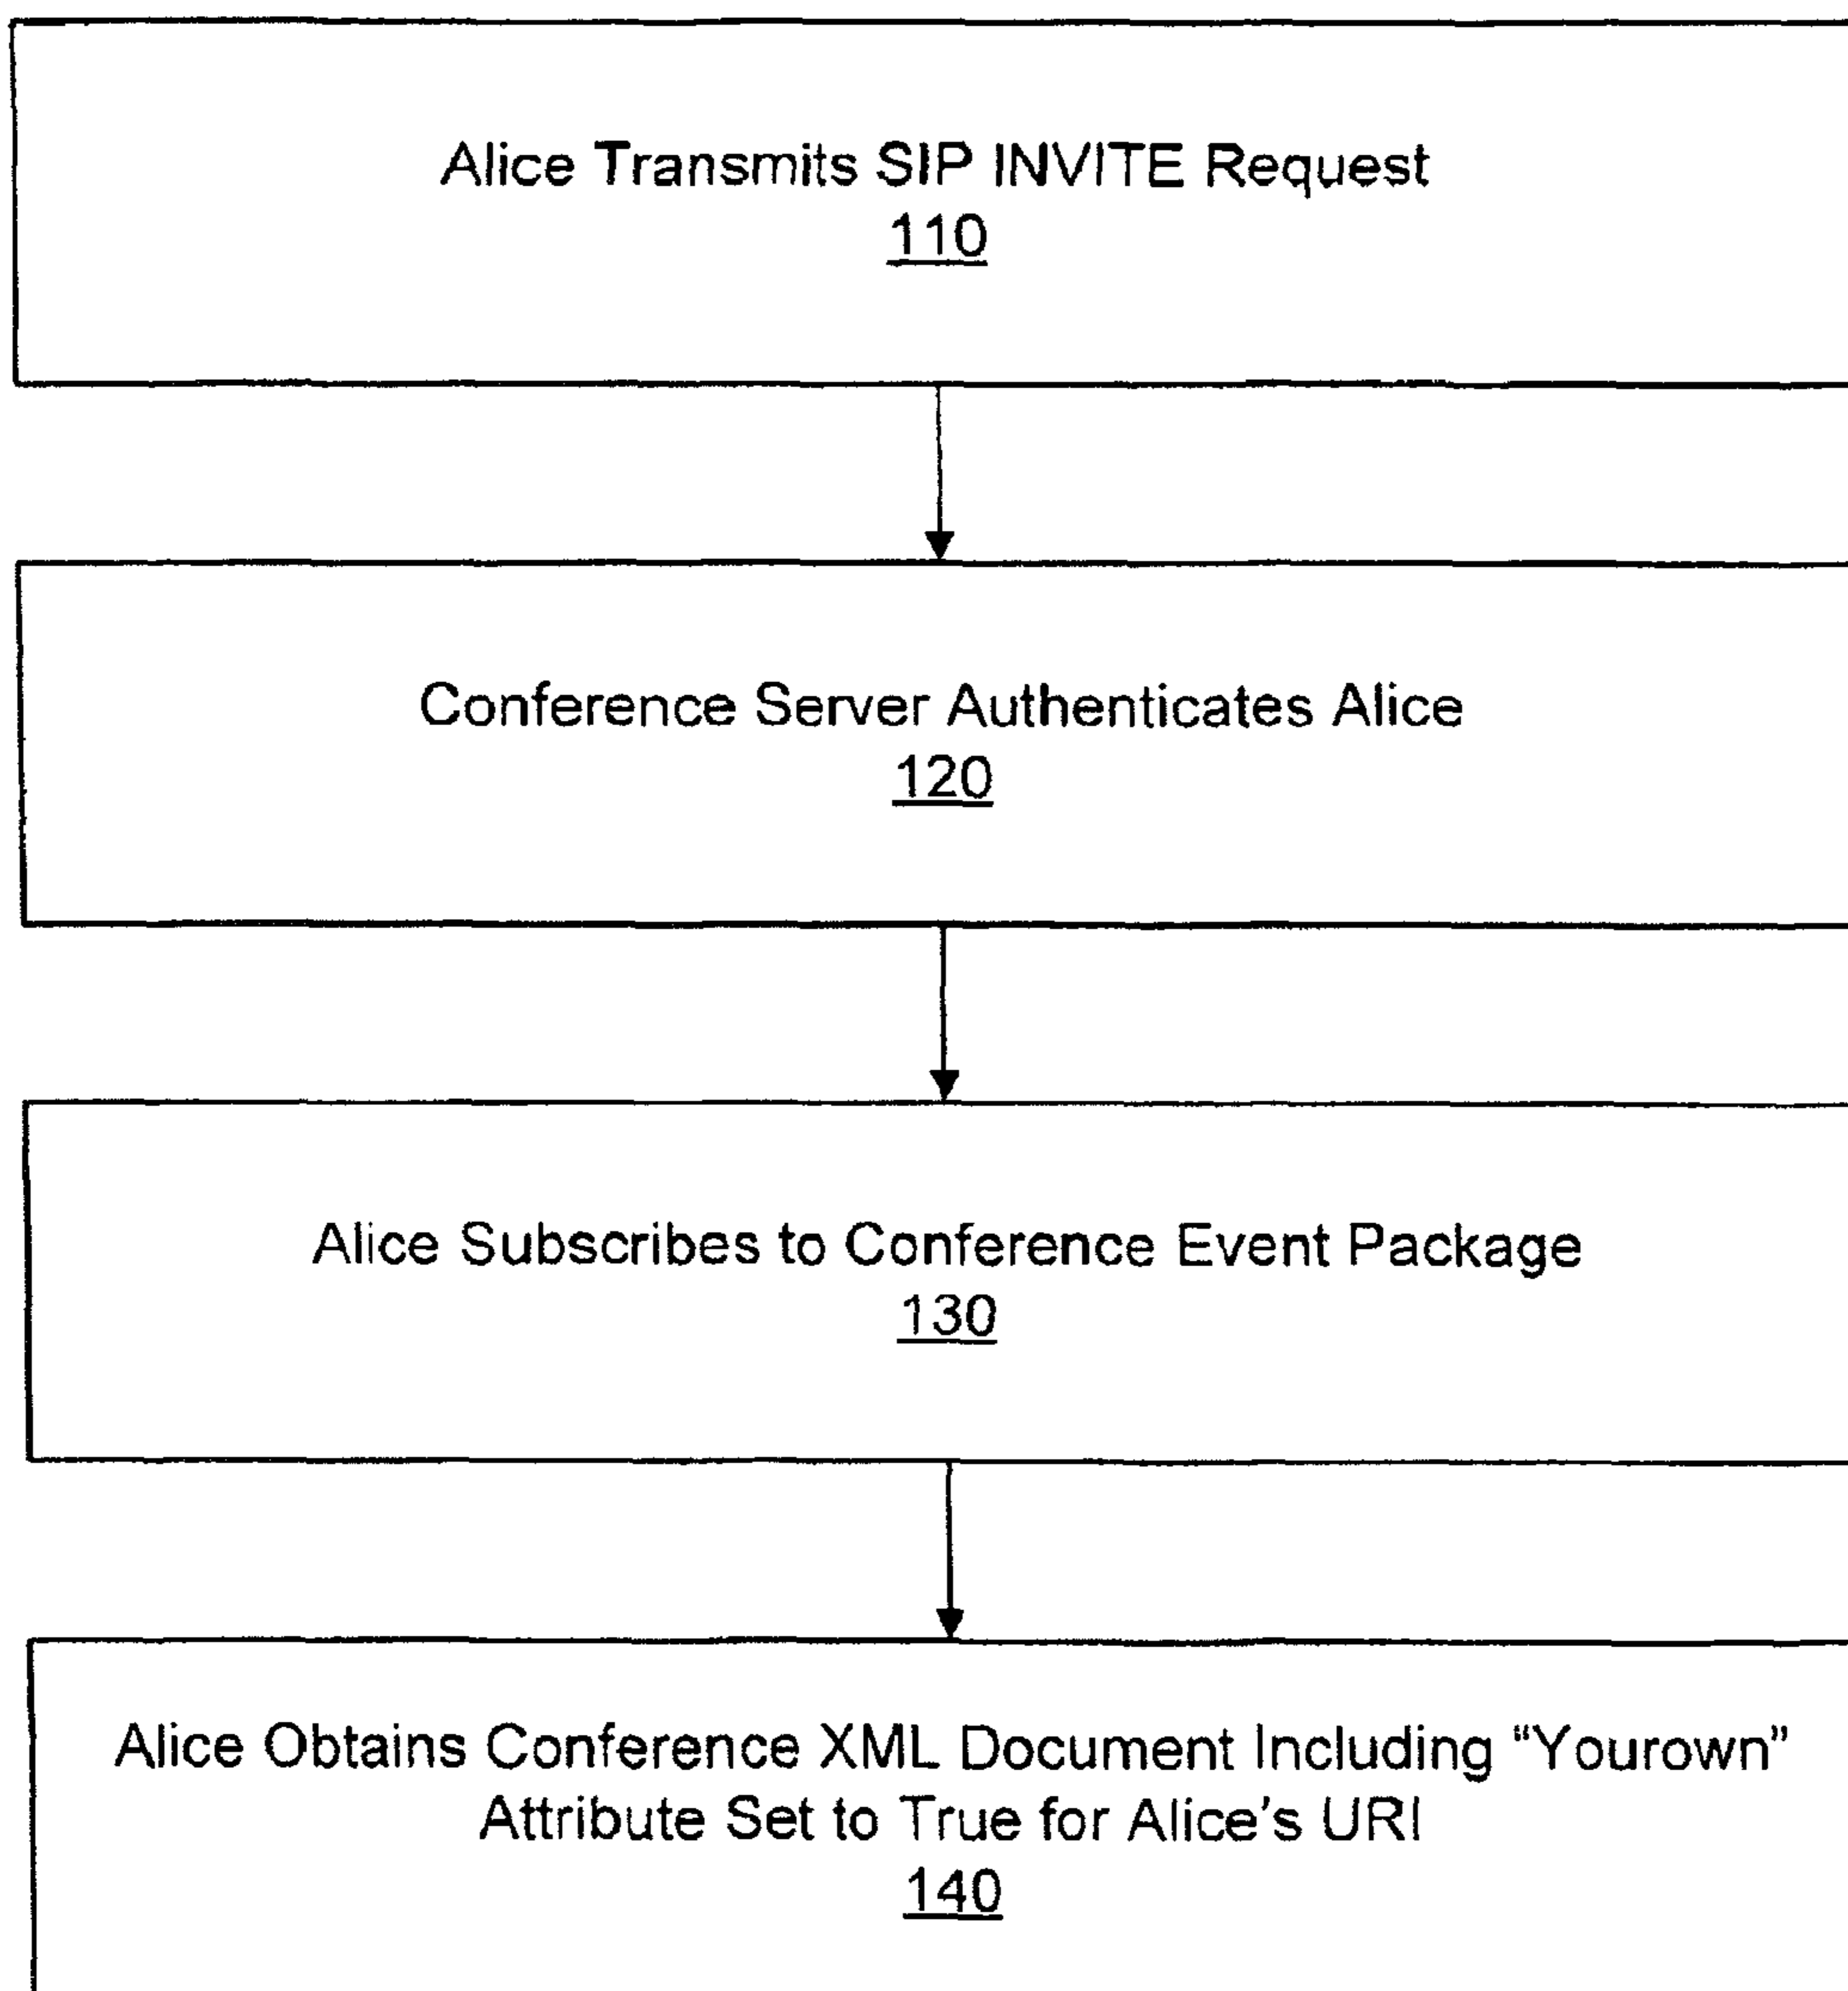 Alice Transmits SIP INVITE Request
110
Conference Server Authenticates Alice
120
Alice Subscribes to Conference Event Package
130
Alice Obtains Conference XML Document Including “Yourown”
Attribute Set to True for Alice’s URI
140